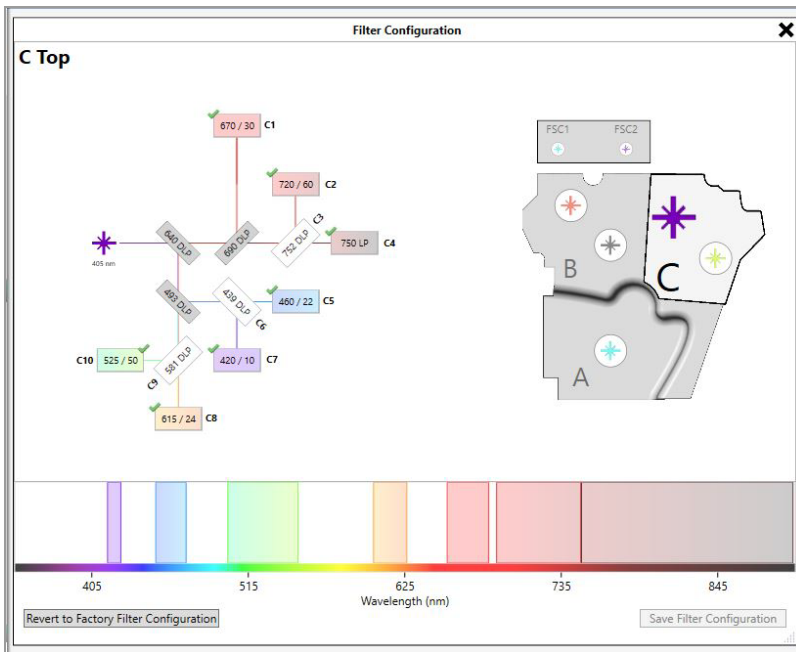 Filter Configuration
C Top
670 / 30 C1
720 / 60 C2
C3
640 DLP
690 DLP
752 DLP
750 LP C4
405 nm
493 DLP
439 DLP
460 / 22 C5
C6
C10 525 / 50
581 DLP
420 / 10 C7
C9
615 / 24 C8
FSC1 FSC2
B
C
A
405 515 625 735 845
Wavelength (nm)
Revert to Factory Filter Configuration
Save Filter Configuration